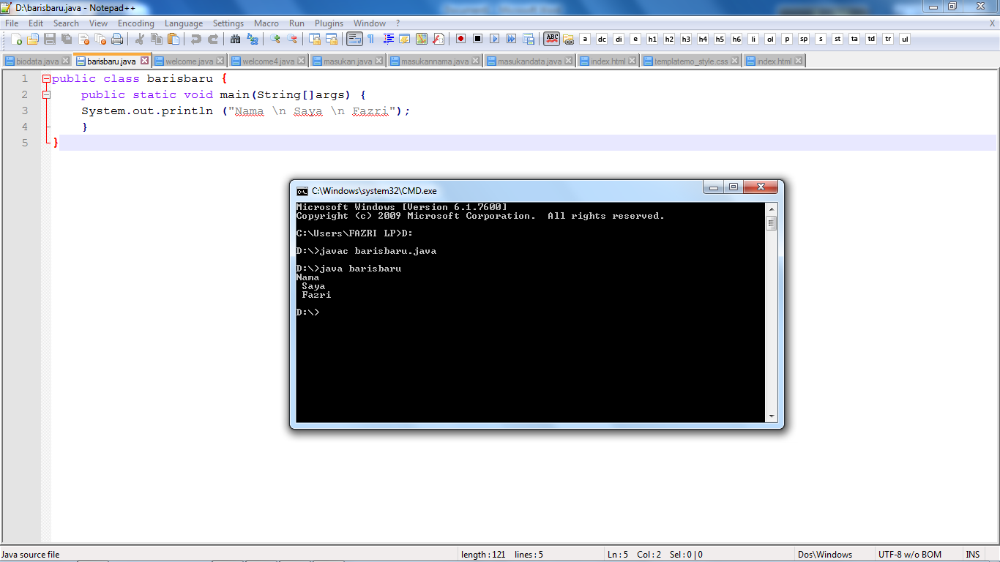 D:\barisbaru.java - Notepad++
File Edit Search View Encoding Language Settings Macro Run Plugins Window ? X
ABC a dc di e h1 h2 h3 h4 h5 h6 li ol p sp s st ta td tr ul
biodata.java barisbaru.java welcome.java welcome4.java masukan.java masukannama.java masukandata.java index.html templatemo_style.css index.html
1 public class barisbaru {
2 public static void main(String[]args) {
3 System.out.println ("Nama \n Saya \n Fazri");
4 }
5 }
C:\Windows\system32\CMD.exe
Microsoft Windows [Version 6.1.7600]
Copyright (c) 2009 Microsoft Corporation. All rights reserved.
C:\Users\FAZRI LP>D:
D:\>javac barisbaru.java
D:\>java barisbaru
Nama
Saya
Fazri
D:\>
Java source file length : 121 lines : 5 Ln : 5 Col : 2 Sel : 0 | 0 Dos\Windows UTF-8 w/o BOM INS